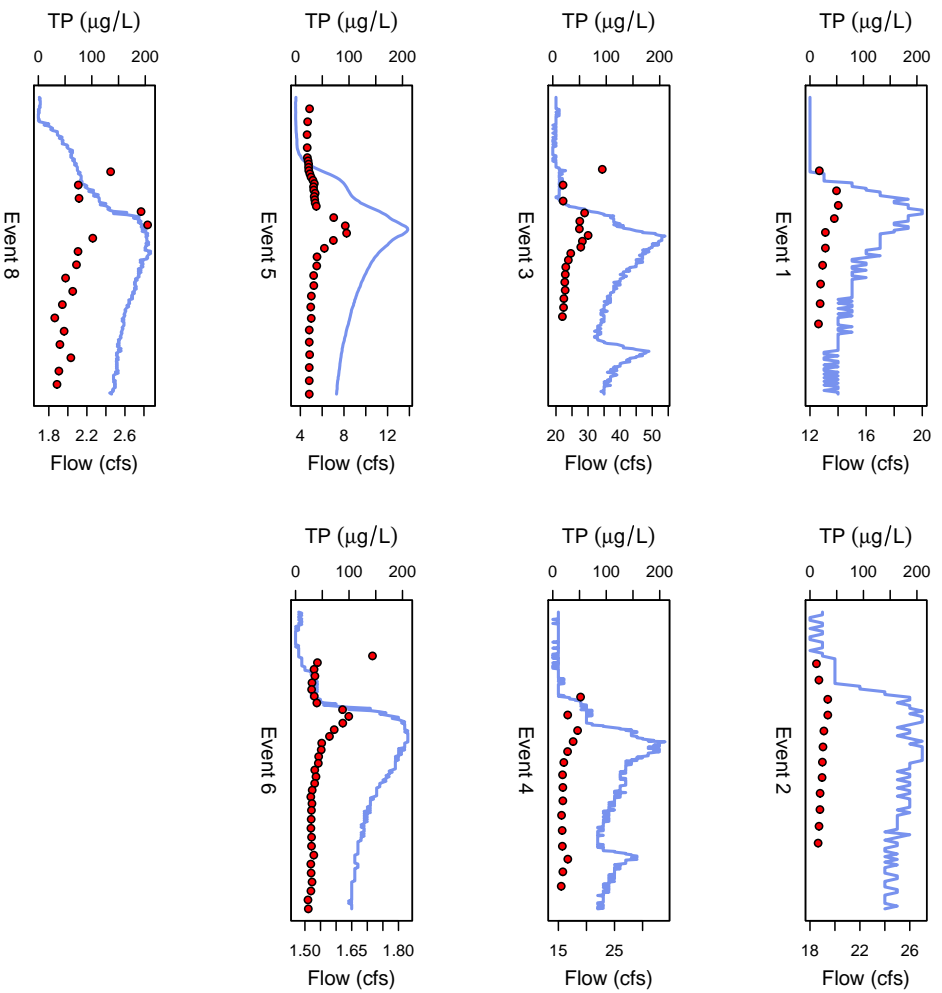 TP (μg/L) TP (μg/L) TP (μg/L) TP (μg/L)
0 100 200 0 100 200 0 100 200 0 100 200
Event 8 Event 5 Event 3 Event 1
1.8 2.2 2.6 4 8 12 20 30 40 50 12 16 20
Flow (cfs) Flow (cfs) Flow (cfs) Flow (cfs)
TP (μg/L) TP (μg/L) TP (μg/L)
0 100 200 0 100 200 0 100 200
Event 6 Event 4 Event 2
1.50 1.65 1.80 15 25 18 22 26
Flow (cfs) Flow (cfs) Flow (cfs)